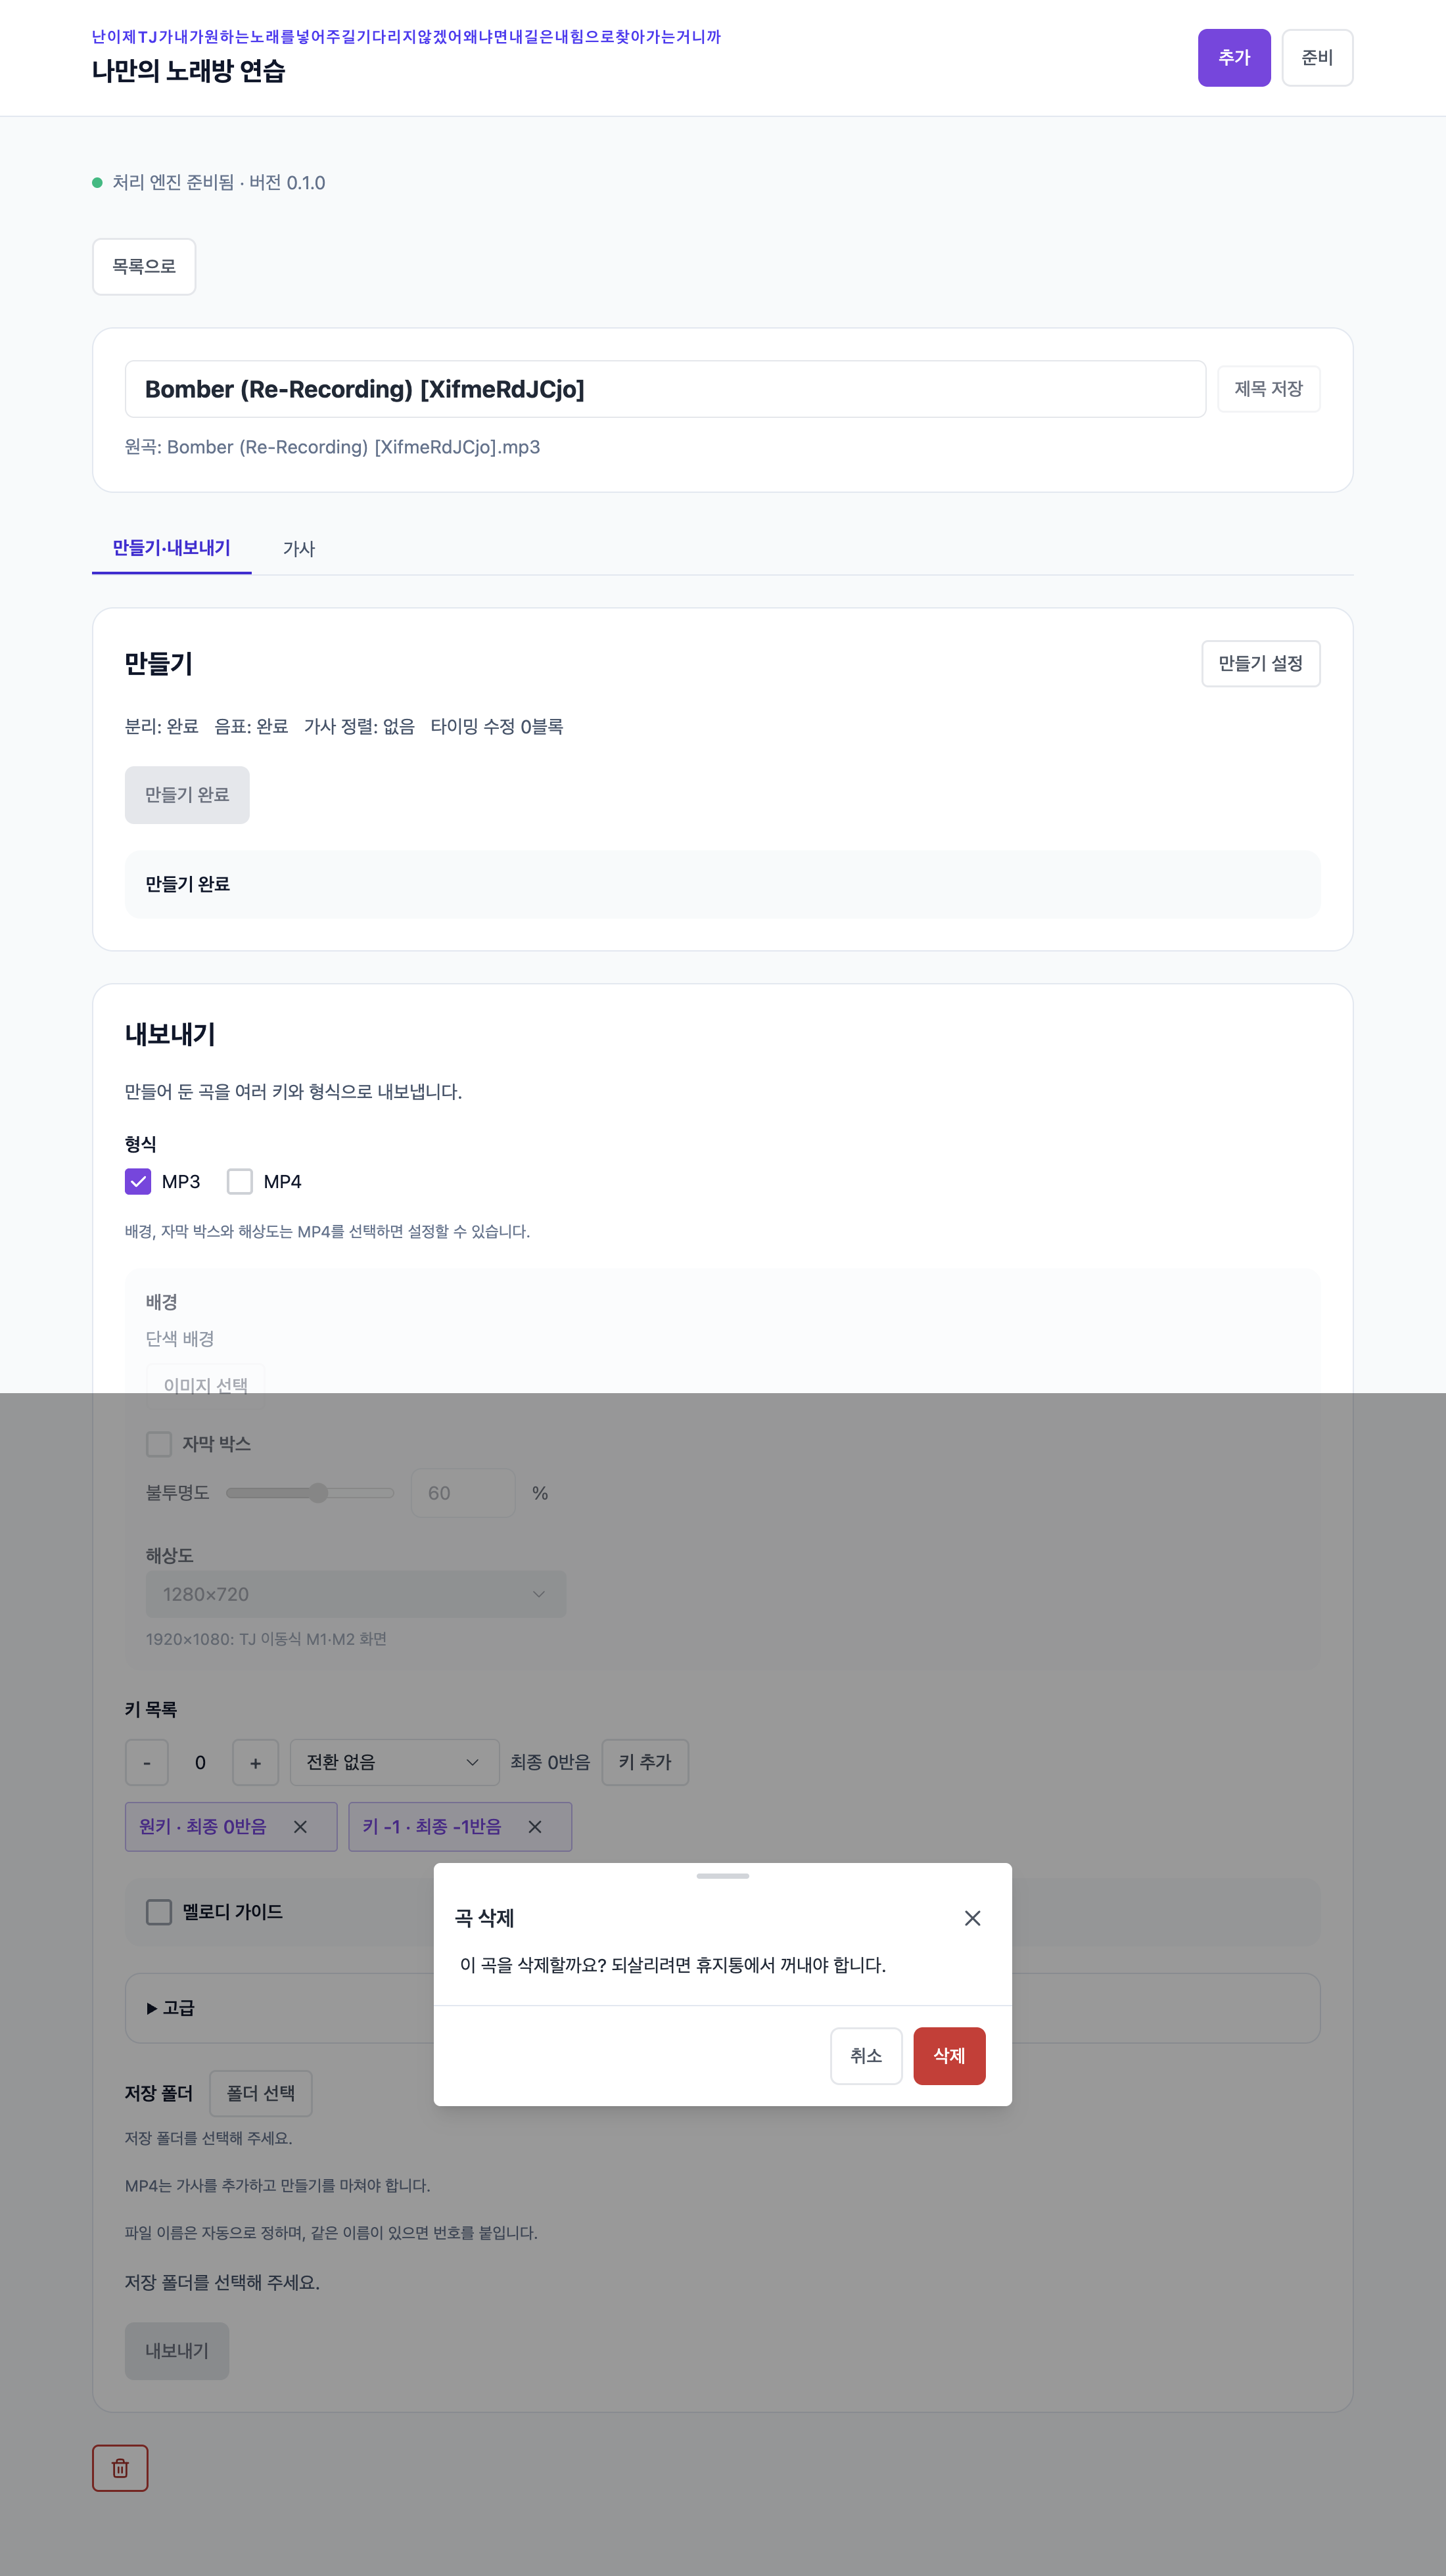 난이제TJ가내가원하는노래를넣어주길기다리지않겠어왜냐면내길은내힘으로찾아가는거니까
나만의 노래방 연습
추가
준비
처리 엔진 준비됨 · 버전 0.1.0
목록으로
Bomber (Re-Recording) [XifmeRdJCjo]
제목 저장
원곡: Bomber (Re-Recording) [XifmeRdJCjo].mp3
만들기·내보내기
가사
만들기
만들기 설정
분리: 완료 음표: 완료 가사 정렬: 없음 타이밍 수정 0블록
만들기 완료
만들기 완료
내보내기
만들어 둔 곡을 여러 키와 형식으로 내보냅니다.
형식
MP3
MP4
배경, 자막 박스와 해상도는 MP4를 선택하면 설정할 수 있습니다.
배경
단색 배경
이미지 선택
자막 박스
불투명도
60
%
해상도
1280×720
1920×1080: TJ 이동식 M1·M2 화면
키 목록
-
0
+
전환 없음
최종 0반음
키 추가
원키 · 최종 0반음
키 -1 · 최종 -1반음
멜로디 가이드
곡 삭제
이 곡을 삭제할까요? 되살리려면 휴지통에서 꺼내야 합니다.
취소
삭제
고급
저장 폴더
폴더 선택
저장 폴더를 선택해 주세요.
MP4는 가사를 추가하고 만들기를 마쳐야 합니다.
파일 이름은 자동으로 정하며, 같은 이름이 있으면 번호를 붙입니다.
저장 폴더를 선택해 주세요.
내보내기